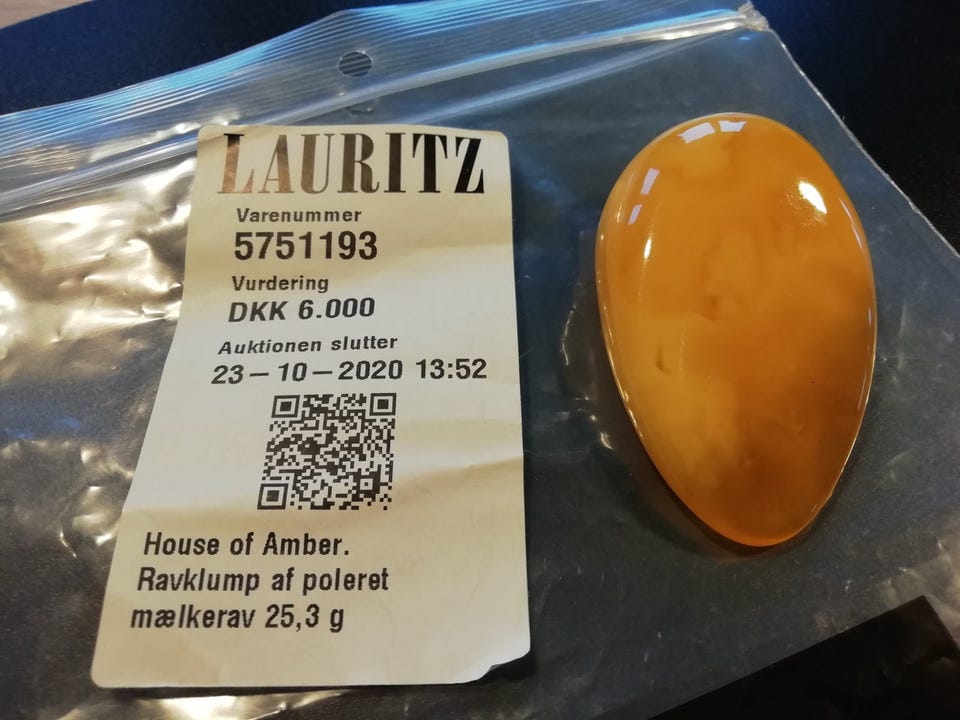 LAURITZ
Varenummer
5751193
Vurdering
DKK 6.000
Auktionen slutter
23–10–2020 13:52
House of Amber.
Ravklump af poleret
mælkerav 25,3 g